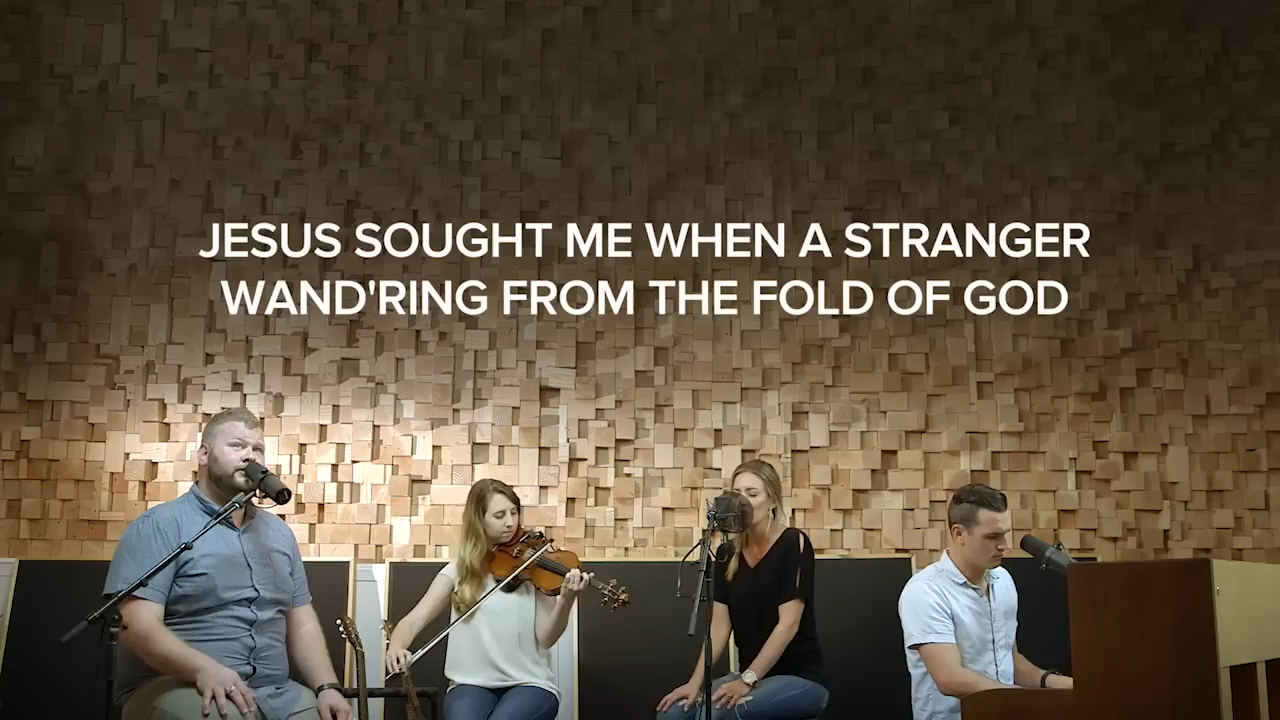 JESUS SOUGHT ME WHEN A STRANGER
WAND'RING FROM THE FOLD OF GOD